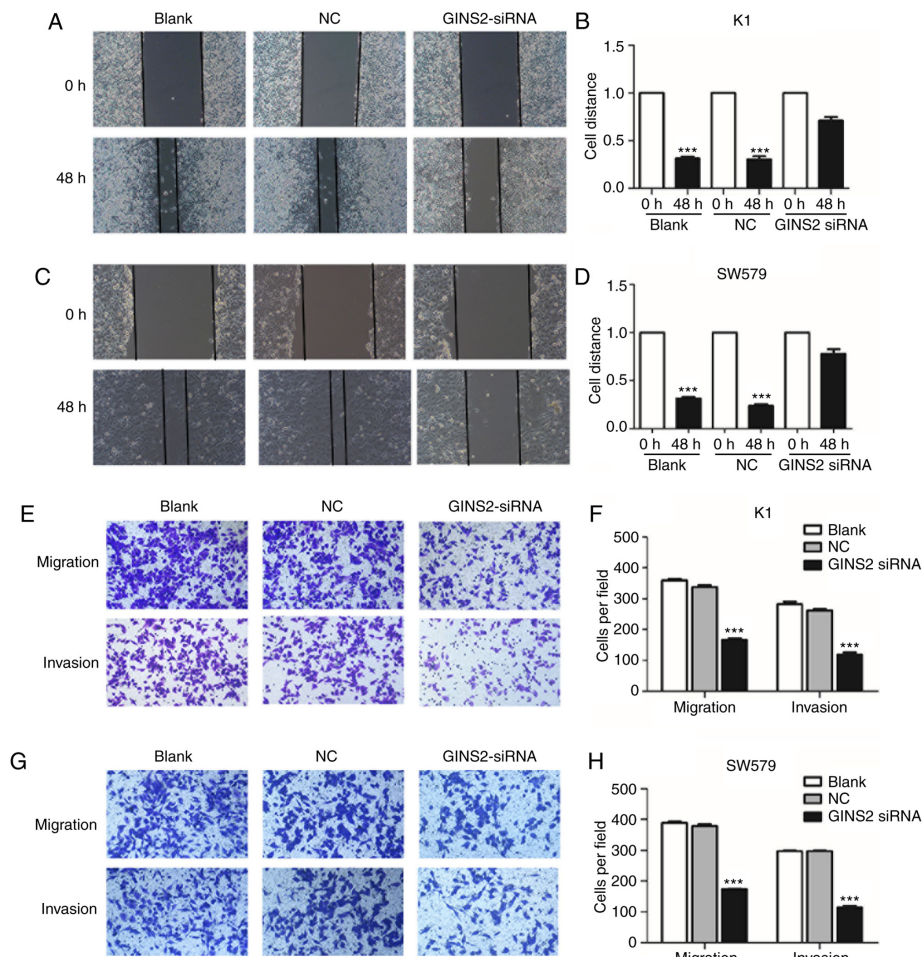 A
Blank
NC
GINS2-siRNA
0 h
48 h
B
K1
Cell distance
1.5
1.0
0.5
0.0
***
***
0 h 48 h 0 h 48 h 0 h 48 h
Blank NC GINS2 siRNA
C
0 h
48 h
D
SW579
Cell distance
1.5
1.0
0.5
0.0
***
***
0 h 48 h 0 h 48 h 0 h 48 h
Blank NC GINS2 siRNA
E
Blank
NC
GINS2-siRNA
Migration
Invasion
F
K1
Blank
NC
GINS2 siRNA
Cells per field
500
400
300
200
100
0
***
***
Migration Invasion
G
Blank
NC
GINS2-siRNA
Migration
Invasion
H
SW579
Blank
NC
GINS2 siRNA
Cells per field
500
400
300
200
100
0
***
***
Migration Invasion